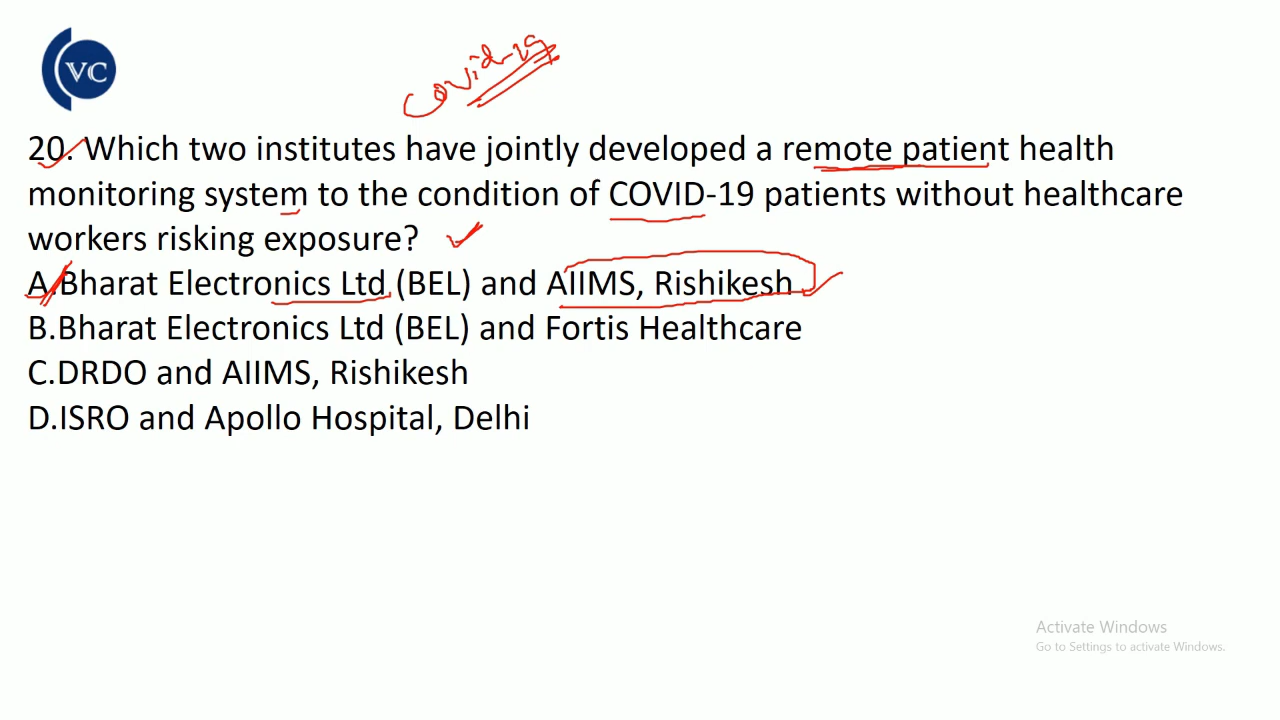 VC
Covid-19
20. Which two institutes have jointly developed a remote patient health
monitoring system to the condition of COVID-19 patients without healthcare
workers risking exposure?
A.Bharat Electronics Ltd (BEL) and AIIMS, Rishikesh
B.Bharat Electronics Ltd (BEL) and Fortis Healthcare
C.DRDO and AIIMS, Rishikesh
D.ISRO and Apollo Hospital, Delhi
Activate Windows
Go to Settings to activate Windows.